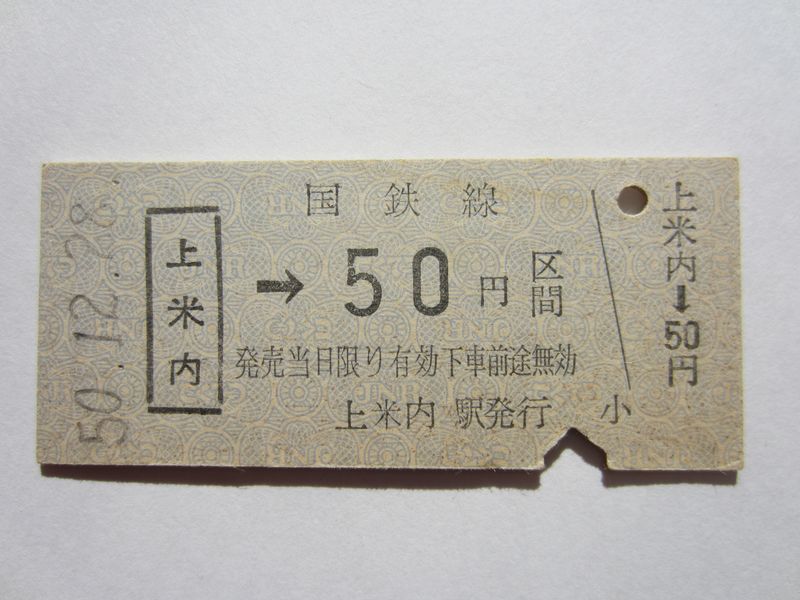 50.12.28
上米内
国鉄線
→50円区間
発売当日限り有効下車前途無効
上米内駅発行 小
上米内→50円